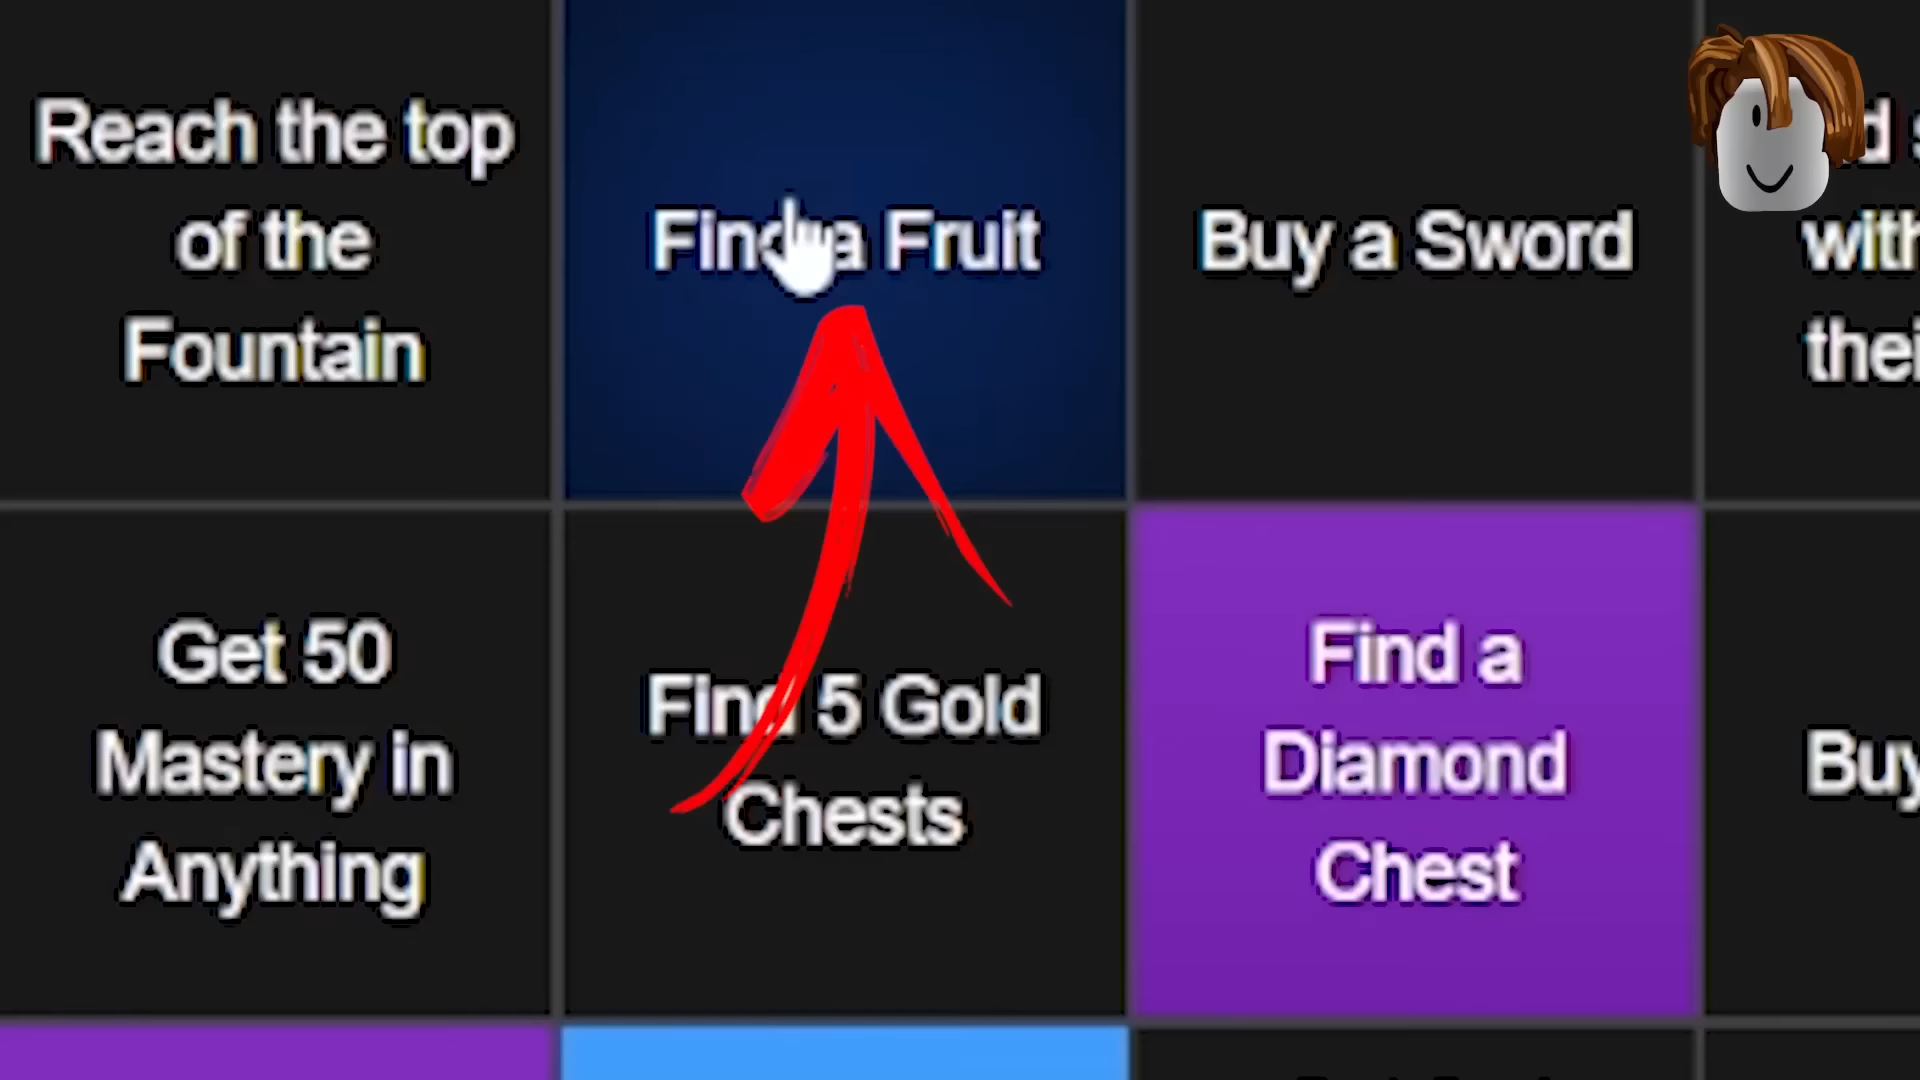 Reach the top
of the
Fountain
Find a Fruit
Buy a Sword
with
Get 50
Mastery in
Anything
Find 5 Gold
Chests
Find a
Diamond
Chest
Buy